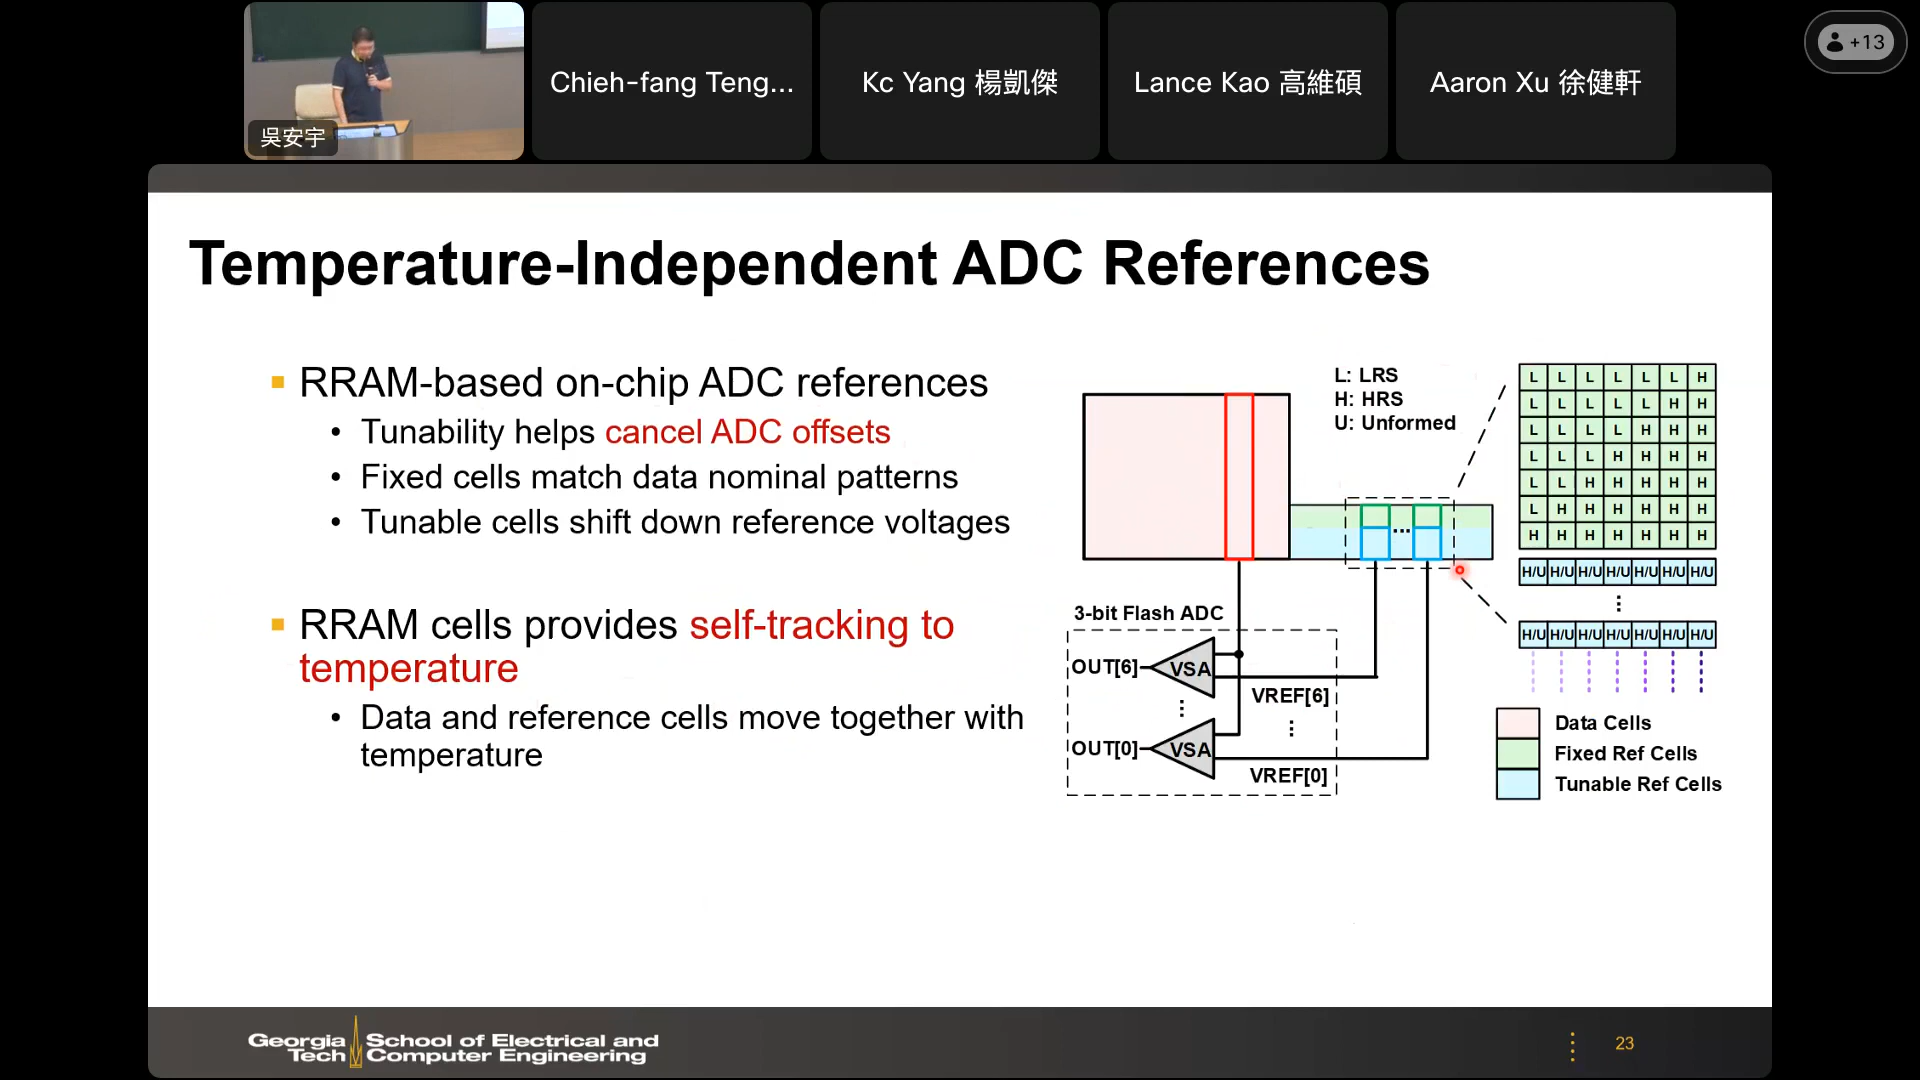 吳安宇
Chieh-fang Teng...
Kc Yang 楊凱傑
Lance Kao 高維碩
Aaron Xu 徐健軒
+13
Temperature-Independent ADC References
RRAM-based on-chip ADC references
• Tunability helps cancel ADC offsets
• Fixed cells match data nominal patterns
• Tunable cells shift down reference voltages
RRAM cells provides self-tracking to
temperature
• Data and reference cells move together with
temperature
L: LRS
H: HRS
U: Unformed
...
3-bit Flash ADC
OUT[6] VSA
VREF[6]
OUT[0] VSA
VREF[0]
L L L L L L H
L L L L L H H
L L L L H H H
L L L H H H H
L L H H H H H
L H H H H H H
H H H H H H H
H/U H/U H/U H/U H/U H/U H/U
H/U H/U H/U H/U H/U H/U H/U
Data Cells
Fixed Ref Cells
Tunable Ref Cells
Georgia Tech
School of Electrical and
Computer Engineering
23